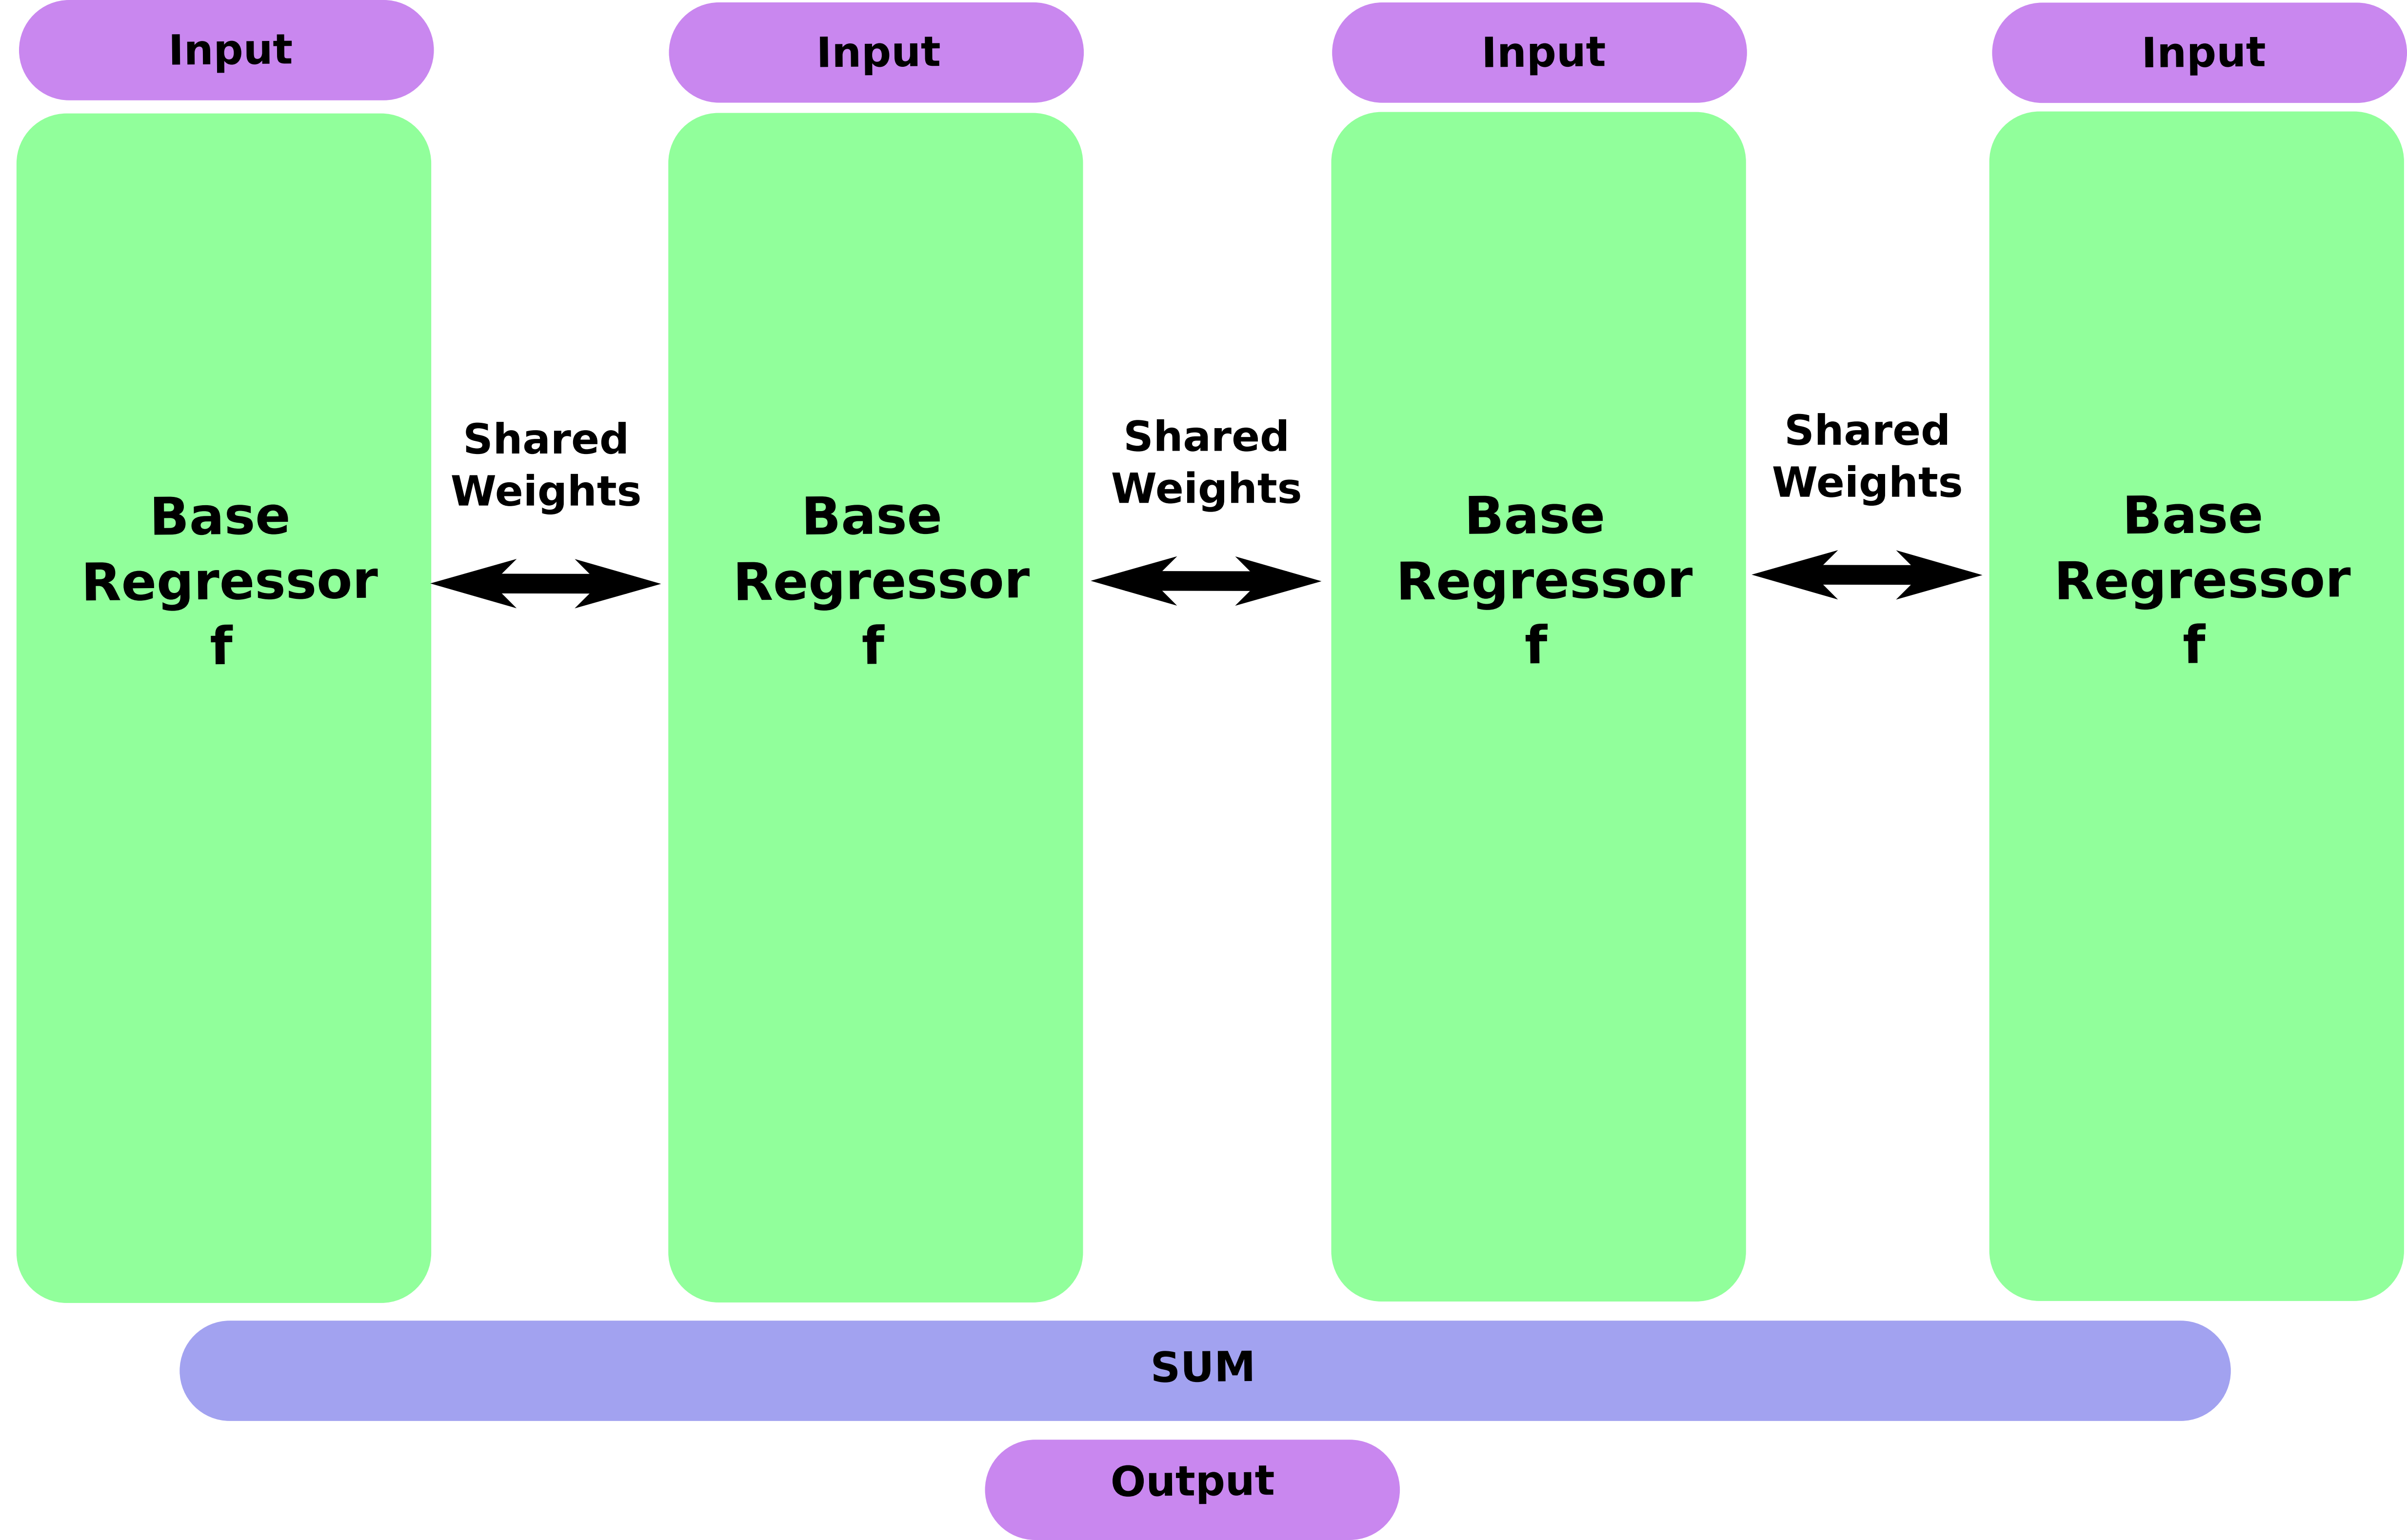 Input
Input
Input
Input
Base
Regressor
f
Shared
Weights
Base
Regressor
f
Shared
Weights
Base
Regressor
f
Shared
Weights
Base
Regressor
f
SUM
Output